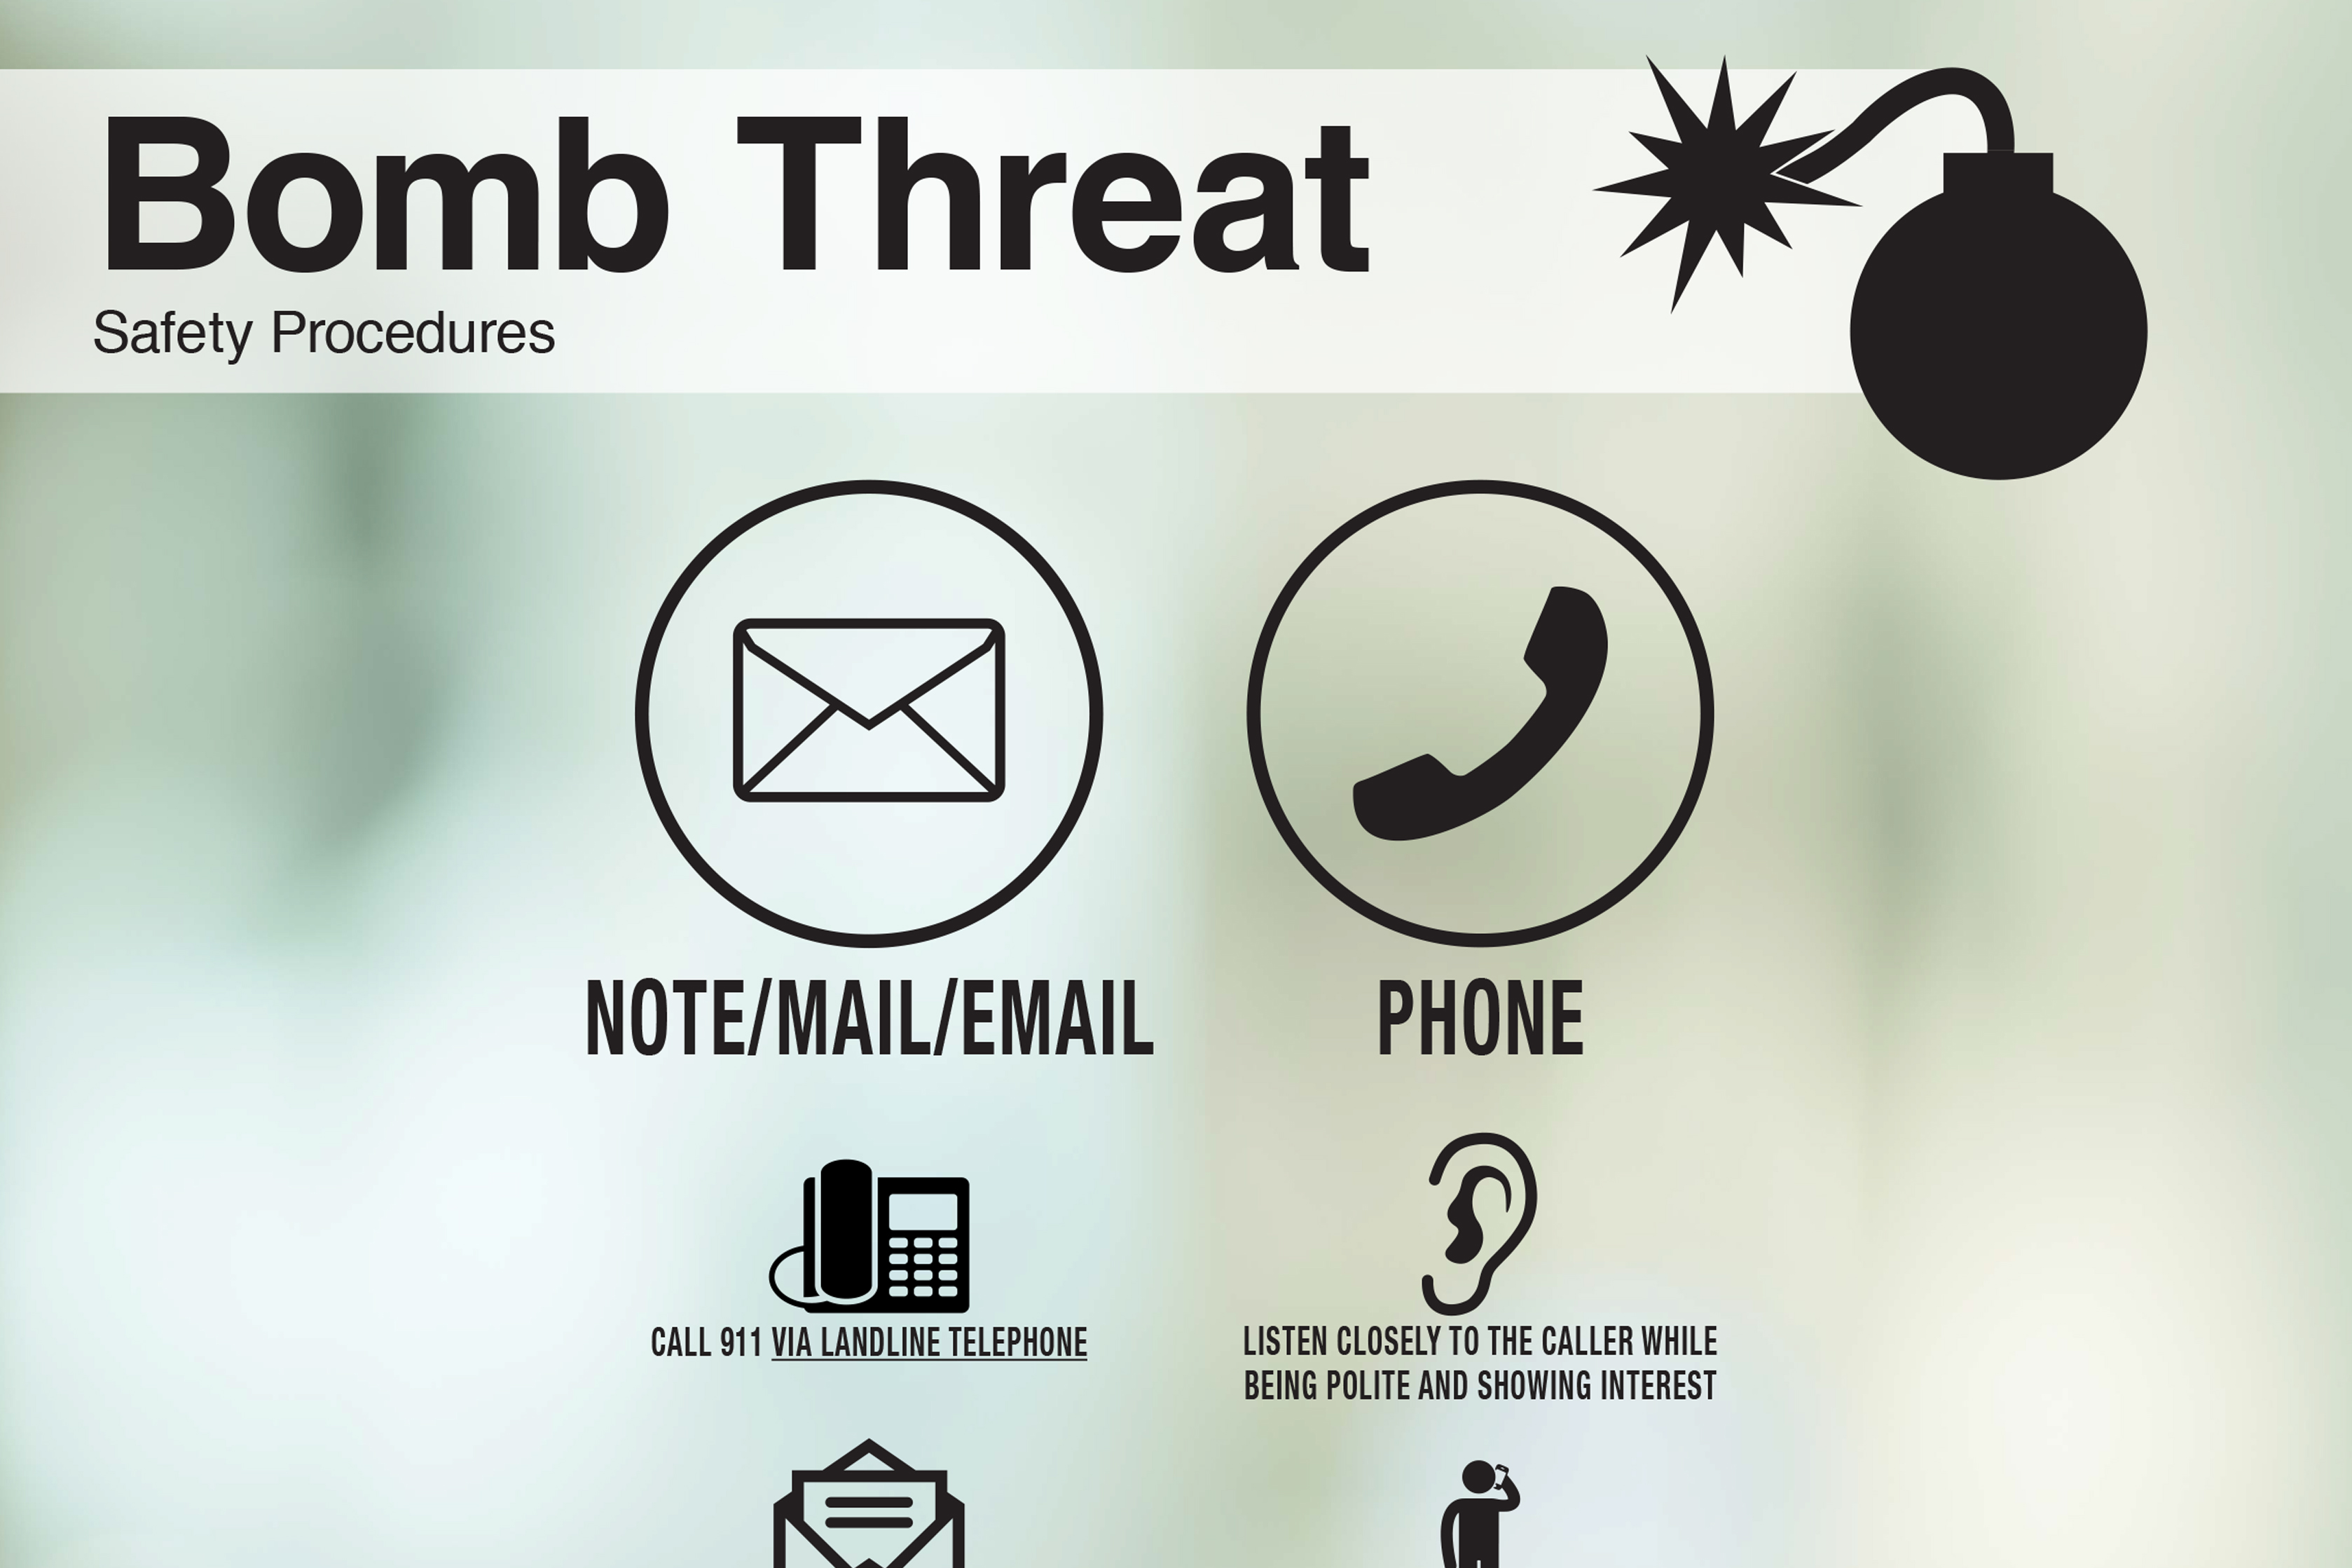 Bomb Threat
Safety Procedures
NOTE/MAIL/EMAIL
PHONE
CALL 911 VIA LANDLINE TELEPHONE
LISTEN CLOSELY TO THE CALLER WHILE
BEING POLITE AND SHOWING INTEREST